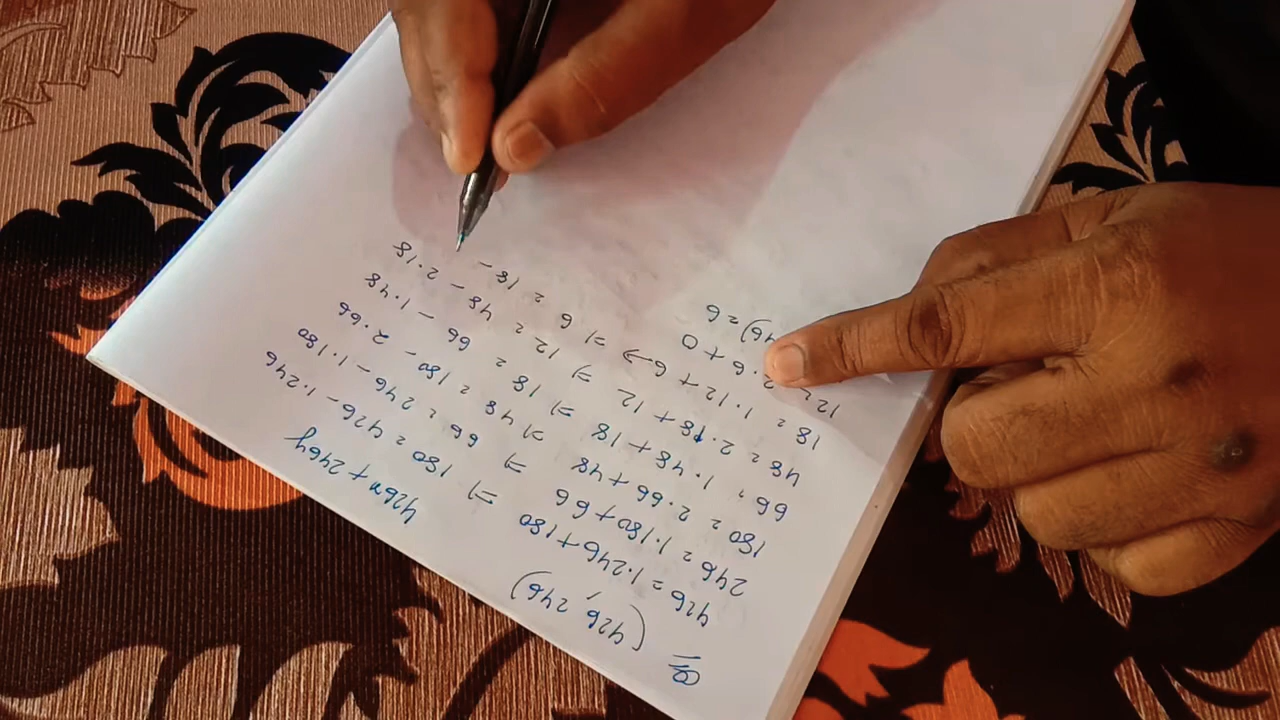 Q (426, 246) 426x + 246y
426 = 1.246 + 180 ⇒ 180 = 426 - 1.246
246 = 1.180 + 66 ⇒ 66 = 246 - 1.180
180 = 2.66 + 48 ⇒ 48 = 180 - 2.66
66 = 1.48 + 18 ⇒ 18 = 66 - 1.48
48 = 2.18 + 12 ⇒ 12 = 48 - 2.18
18 = 1.12 + 6 → ⇒ 6 = 18 -
12 = 2.6 + 0
46) = 6